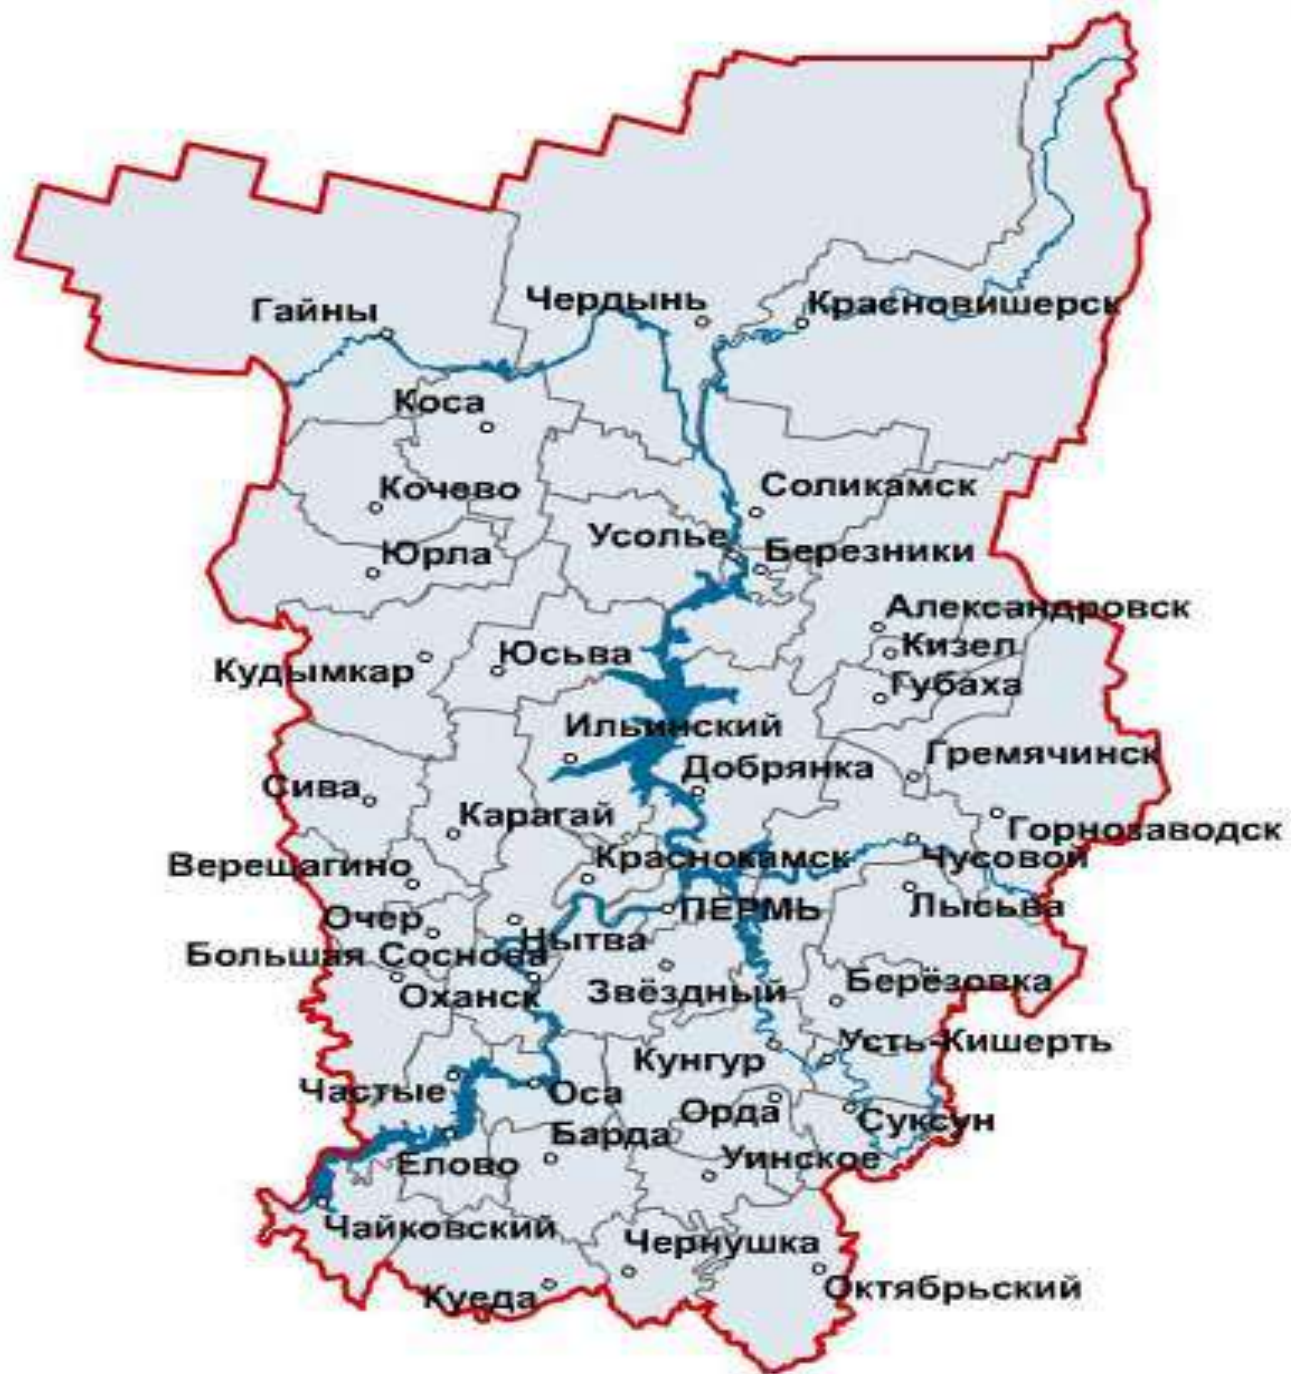 Чердынь
Красновишерск
Гайны
Коса
Соликамск
Кочево
Усолье
Березники
Юрла
Александровск
Кизел
Юсьва
Кудымкар
Губаха
Ильинский
Гремячинск
Добрянка
Сива
Карагай
Горнозаводск
Краснокамск
Чусовой
Верещагино
Лысьва
ПЕРМЬ
Очер
Нытва
Большая Соснова
Берёзовка
Звёздный
Оханск
Усть-Кишерть
Кунгур
Частые
Оса
Орда
Суксун
Барда
Уинское
Елово
Чайковский
Чернушка
Октябрьский
Куеда